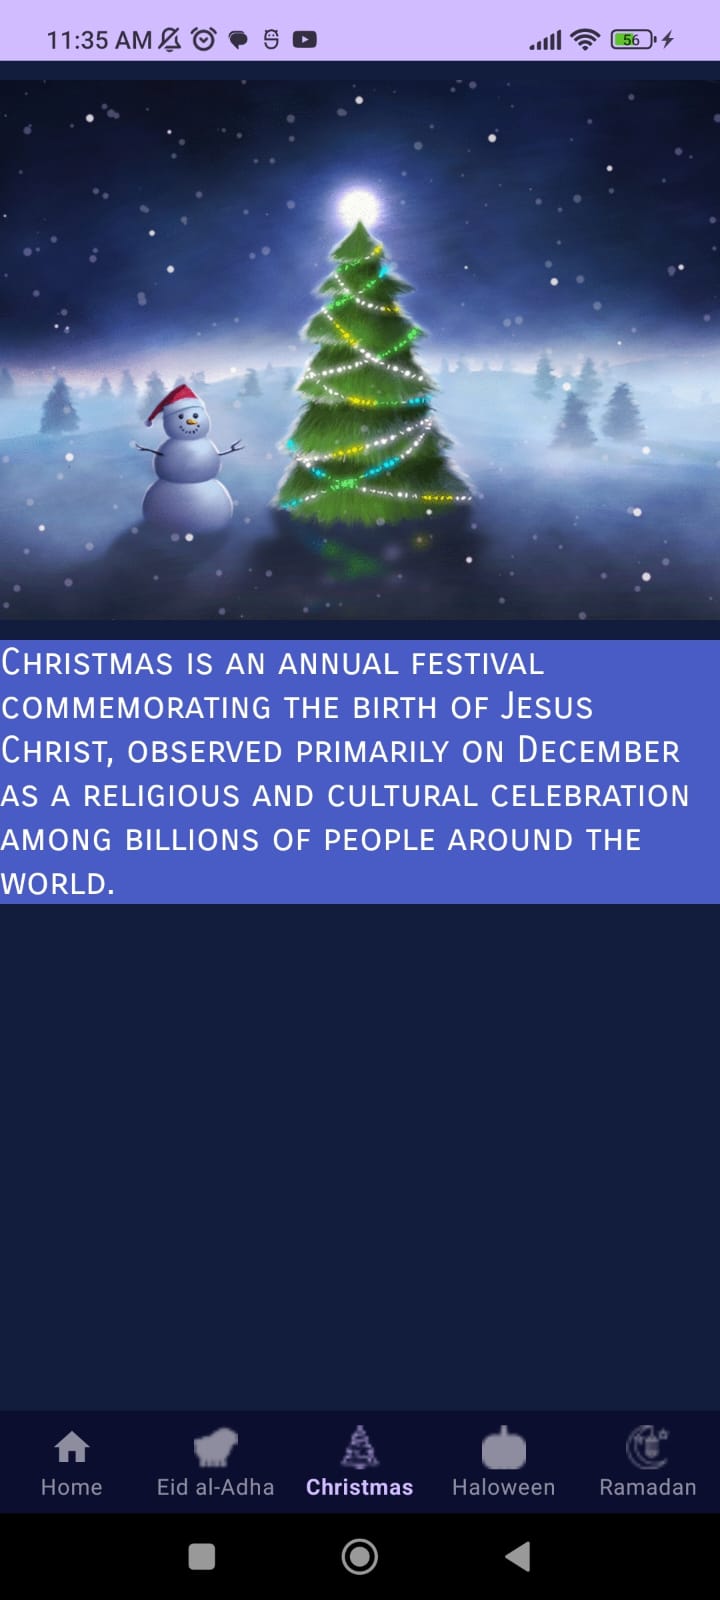 11:35 AM
56
Christmas is an annual festival
commemorating the birth of Jesus
Christ, observed primarily on December
as a religious and cultural celebration
among billions of people around the
world.
Home
Eid al-Adha
Christmas
Haloween
Ramadan